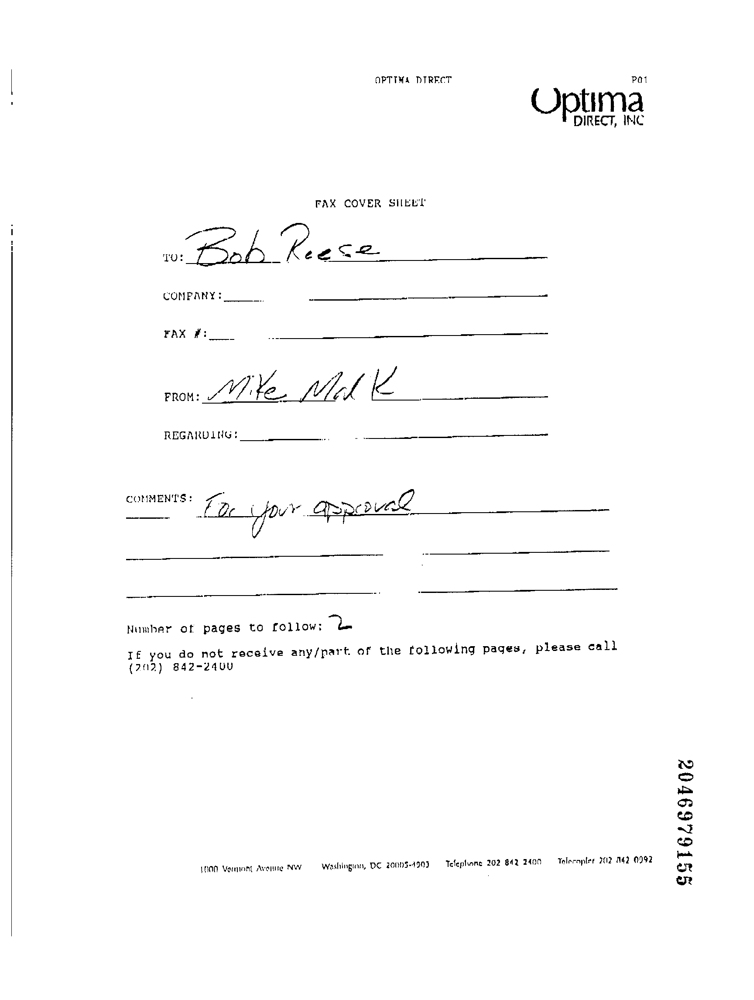 OPTIMA DIRECT P01
Optima
DIRECT, INC
FAX COVER SHEET
TO: Bob Reese
COMPANY:
FAX #:
FROM: Mike Malk
REGARDING:
COMMENTS: For your approval
Number of pages to follow: 2
If you do not receive any/part of the following pages, please call
(202) 842-2400
2046979155
1000 Vermont Avenue NW Washington, DC 20005-4903 Telephone 202 842 2400 Telecopier 202 842 0092